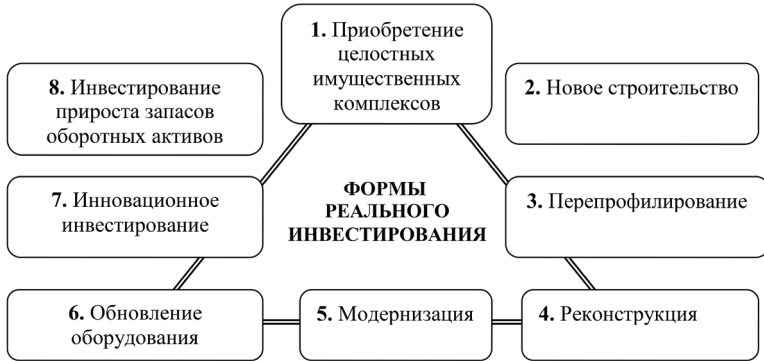 1. Приобретение
целостных
имущественных
комплексов
2. Новое строительство
3. Перепрофилирование
4. Реконструкция
5. Модернизация
6. Обновление
оборудования
7. Инновационное
инвестирование
8. Инвестирование
прироста запасов
оборотных активов
ФОРМЫ
РЕАЛЬНОГО
ИНВЕСТИРОВАНИЯ